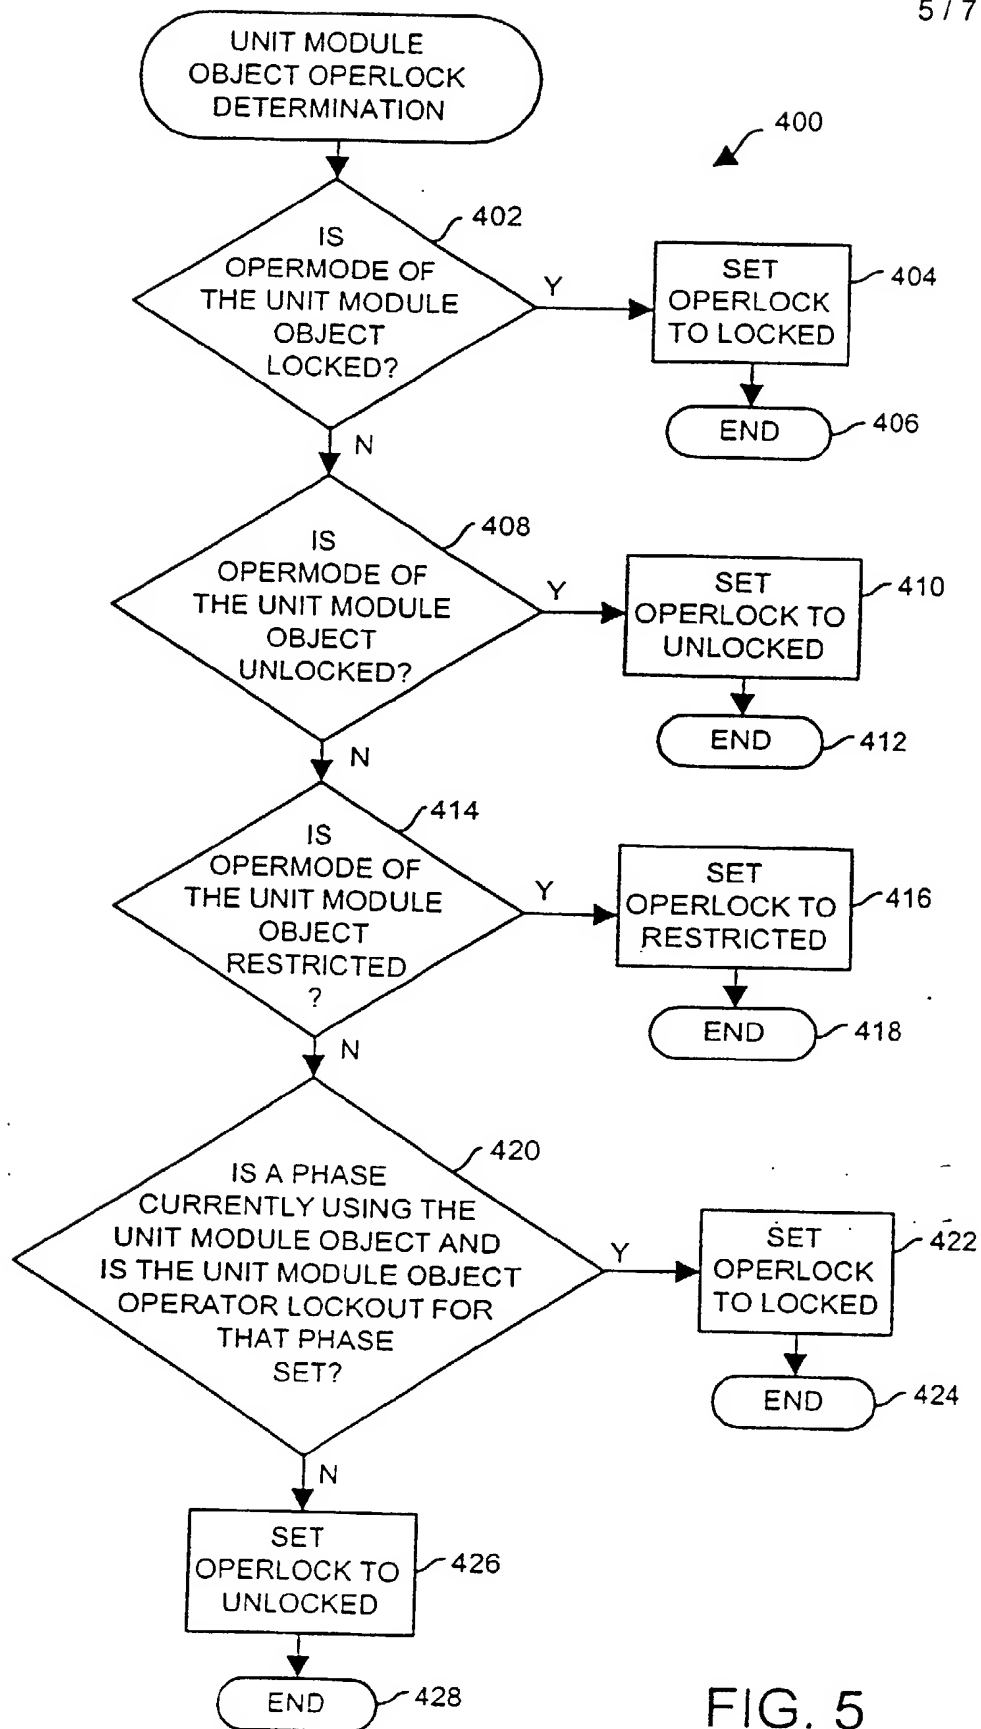 5 / 7
UNIT MODULE
OBJECT OPERLOCK
DETERMINATION
400
402
IS
OPERMODE OF
THE UNIT MODULE
OBJECT
LOCKED?
Y
SET
OPERLOCK
TO LOCKED
404
END
406
N
408
IS
OPERMODE OF
THE UNIT MODULE
OBJECT
UNLOCKED?
Y
SET
OPERLOCK TO
UNLOCKED
410
END
412
N
414
IS
OPERMODE OF
THE UNIT MODULE
OBJECT
RESTRICTED
?
Y
SET
OPERLOCK TO
RESTRICTED
416
END
418
N
420
IS A PHASE
CURRENTLY USING THE
UNIT MODULE OBJECT AND
IS THE UNIT MODULE OBJECT
OPERATOR LOCKOUT FOR
THAT PHASE
SET?
Y
SET
OPERLOCK
TO LOCKED
422
END
424
N
SET
OPERLOCK TO
UNLOCKED
426
END
428
FIG. 5